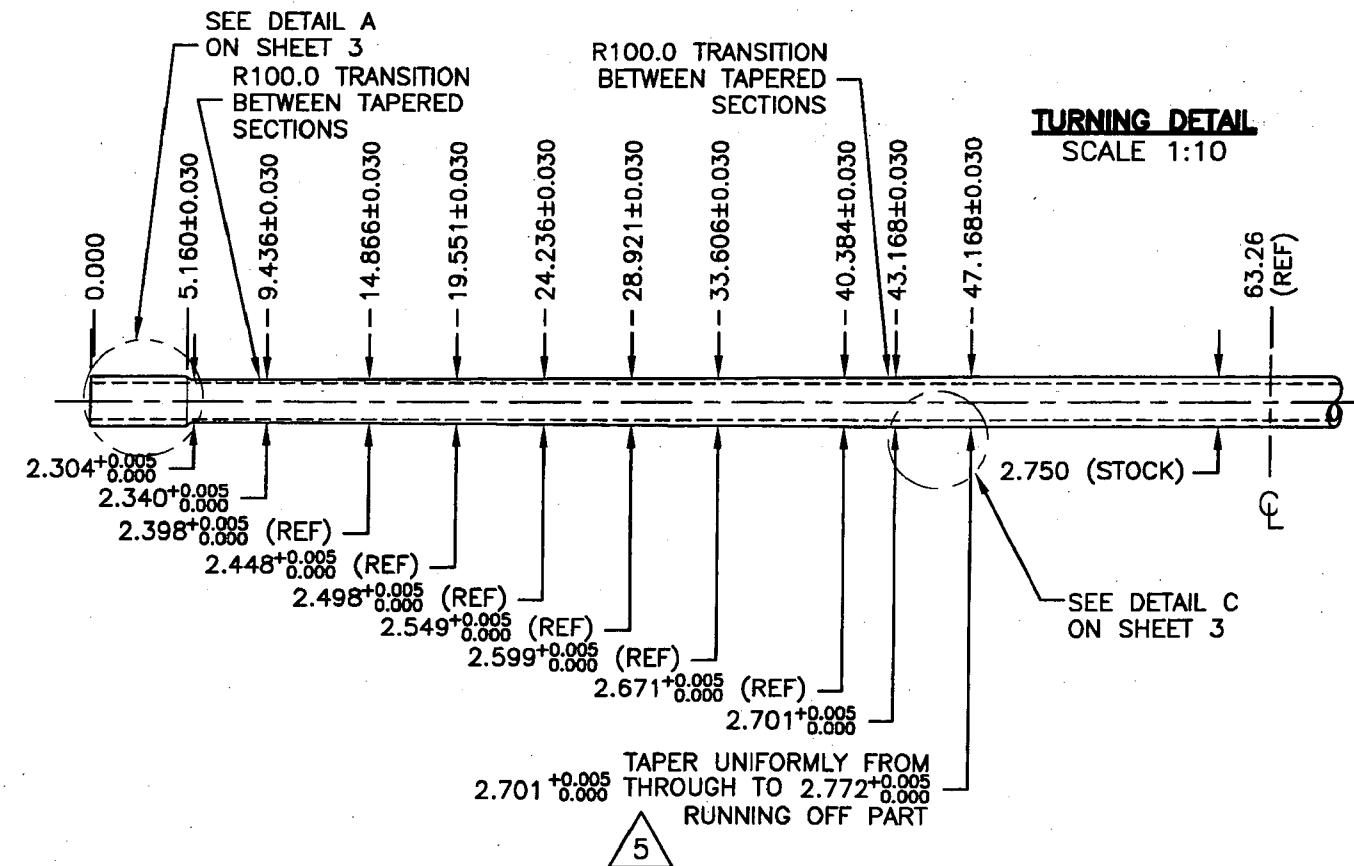 SEE DETAIL A
ON SHEET 3
R100.0 TRANSITION
BETWEEN TAPERED
SECTIONS
R100.0 TRANSITION
BETWEEN TAPERED
SECTIONS
TURNING DETAIL
SCALE 1:10
0.000
5.160±0.030
9.436±0.030
14.866±0.030
19.551±0.030
24.236±0.030
28.921±0.030
33.606±0.030
40.384±0.030
43.168±0.030
47.168±0.030
63.26
(REF)
2.304 +0.005 0.000
2.340 +0.005 0.000
2.398 +0.005 0.000 (REF)
2.448 +0.005 0.000 (REF)
2.498 +0.005 0.000 (REF)
2.549 +0.005 0.000 (REF)
2.599 +0.005 0.000 (REF)
2.671 +0.005 0.000 (REF)
2.701 +0.005 0.000
2.750 (STOCK)
℄
SEE DETAIL C
ON SHEET 3
TAPER UNIFORMLY FROM
2.701 +0.005 0.000 THROUGH TO 2.772 +0.005 0.000
RUNNING OFF PART
5